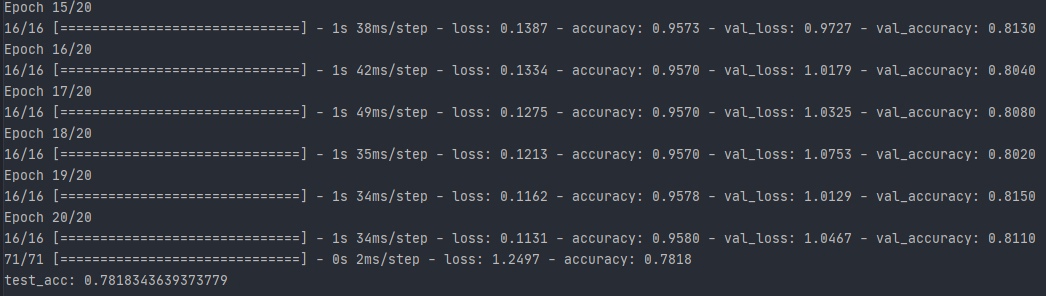 Epoch 15/20
16/16 [==============================] - 1s 38ms/step - loss: 0.1387 - accuracy: 0.9573 - val_loss: 0.9727 - val_accuracy: 0.8130
Epoch 16/20
16/16 [==============================] - 1s 42ms/step - loss: 0.1334 - accuracy: 0.9570 - val_loss: 1.0179 - val_accuracy: 0.8040
Epoch 17/20
16/16 [==============================] - 1s 49ms/step - loss: 0.1275 - accuracy: 0.9570 - val_loss: 1.0325 - val_accuracy: 0.8080
Epoch 18/20
16/16 [==============================] - 1s 35ms/step - loss: 0.1213 - accuracy: 0.9570 - val_loss: 1.0753 - val_accuracy: 0.8020
Epoch 19/20
16/16 [==============================] - 1s 34ms/step - loss: 0.1162 - accuracy: 0.9578 - val_loss: 1.0129 - val_accuracy: 0.8150
Epoch 20/20
16/16 [==============================] - 1s 34ms/step - loss: 0.1131 - accuracy: 0.9580 - val_loss: 1.0467 - val_accuracy: 0.8110
71/71 [==============================] - 0s 2ms/step - loss: 1.2497 - accuracy: 0.7818
test_acc: 0.7818343639373779